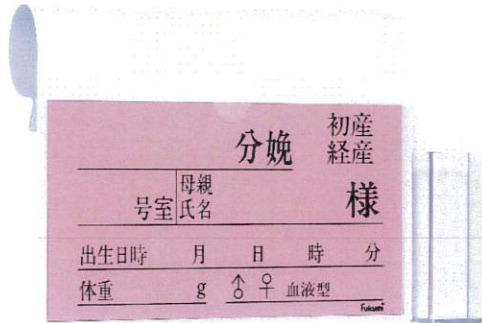 分娩 初産
経産
号室 母親
氏名 様
出生日時 月 日 時 分
体重 g ♂ ♀ 血液型
Fukushi